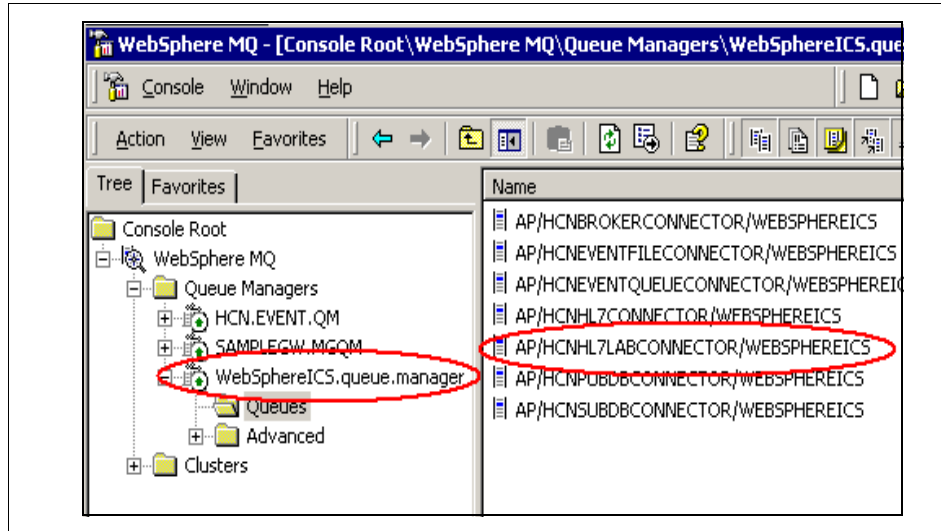 WebSphere MQ - [Console Root\WebSphere MQ\Queue Managers\WebSphereICS.que
Console Window Help
Action View Favorites
Tree Favorites
Name
Console Root
WebSphere MQ
Queue Managers
HCN.EVENT.QM
SAMPLEGW.MGQM
WebSphereICS.queue.manager
Queues
Advanced
Clusters
AP/HCNBROKERCONNECTOR/WEBSPHEREICS
AP/HCNEVENTFILECONNECTOR/WEBSPHEREICS
AP/HCNEVENTQUEUECONNECTOR/WEBSPHEREIC
AP/HCNHL7CONNECTOR/WEBSPHEREICS
AP/HCNHL7LABCONNECTOR/WEBSPHEREICS
AP/HCNPUBDBCONNECTOR/WEBSPHEREICS
AP/HCNSUBDBCONNECTOR/WEBSPHEREICS